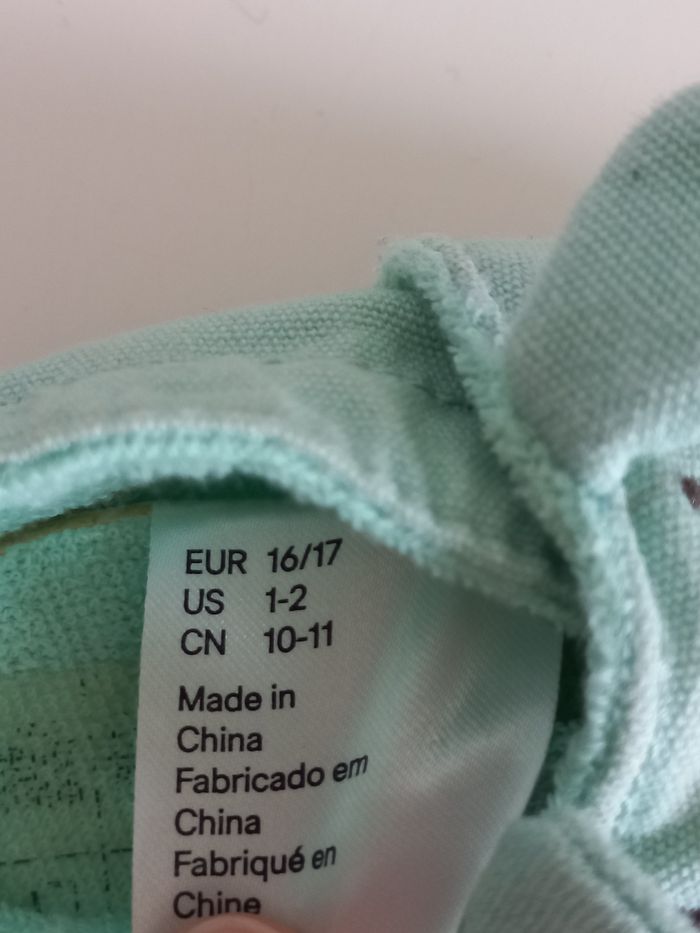 EUR 16/17
US 1-2
CN 10-11
Made in
China
Fabricado em
China
Fabriqué en
Chine